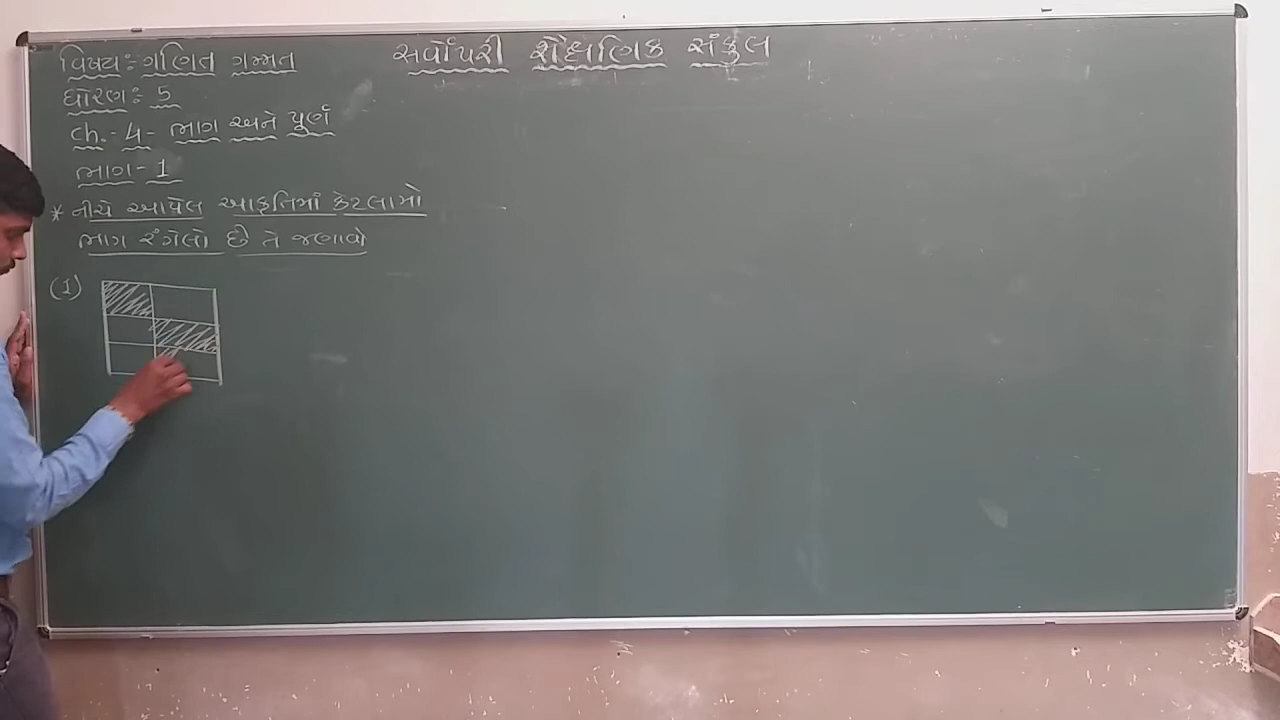 સર્વોપરી શૈક્ષણિક સંકુલ
વિષય:- ગણિત ગમ્મત
ધોરણ:- 5
ch.- 4- ભાગ અને પૂર્ણ
ભાગ- 1
* નીચે આપેલ આકૃતિમાં કેટલામો
ભાગ રંગેલો છે તે જણાવો
(1)